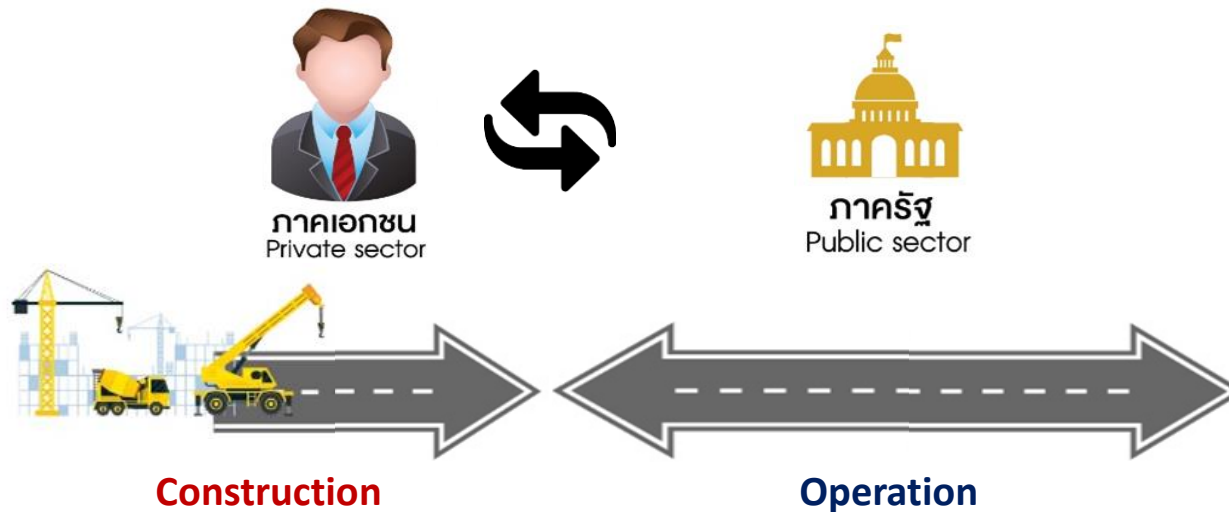 ภาคเอกชน
Private sector
ภาครัฐ
Public sector
Construction
Operation